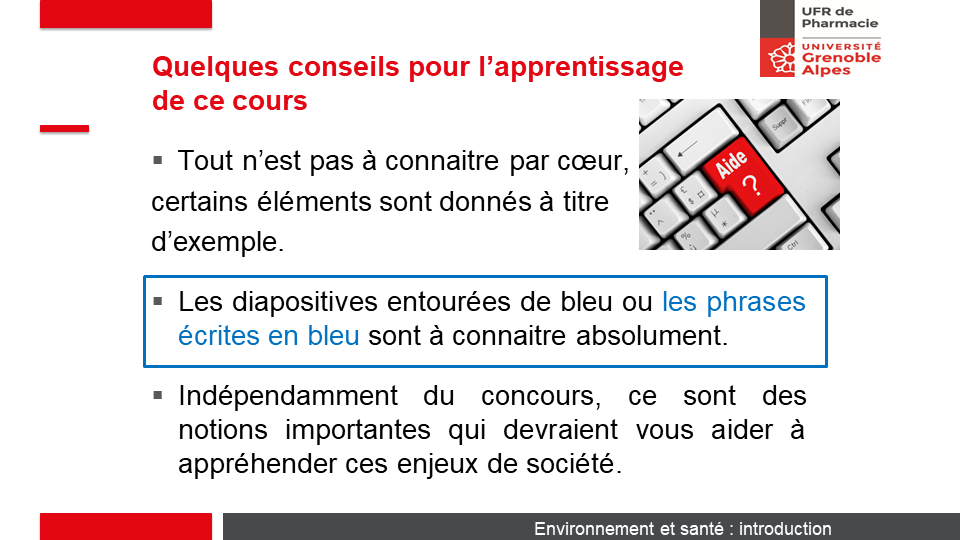 UFR de
Pharmacie
UNIVERSITÉ
Grenoble
Alpes
Quelques conseils pour l’apprentissage
de ce cours
Aide
?
Suppr
Ctrl
▪ Tout n’est pas à connaitre par cœur,
certains éléments sont donnés à titre
d’exemple.
▪ Les diapositives entourées de bleu ou les phrases
écrites en bleu sont à connaitre absolument.
▪ Indépendamment du concours, ce sont des
notions importantes qui devraient vous aider à
appréhender ces enjeux de société.
Environnement et santé : introduction